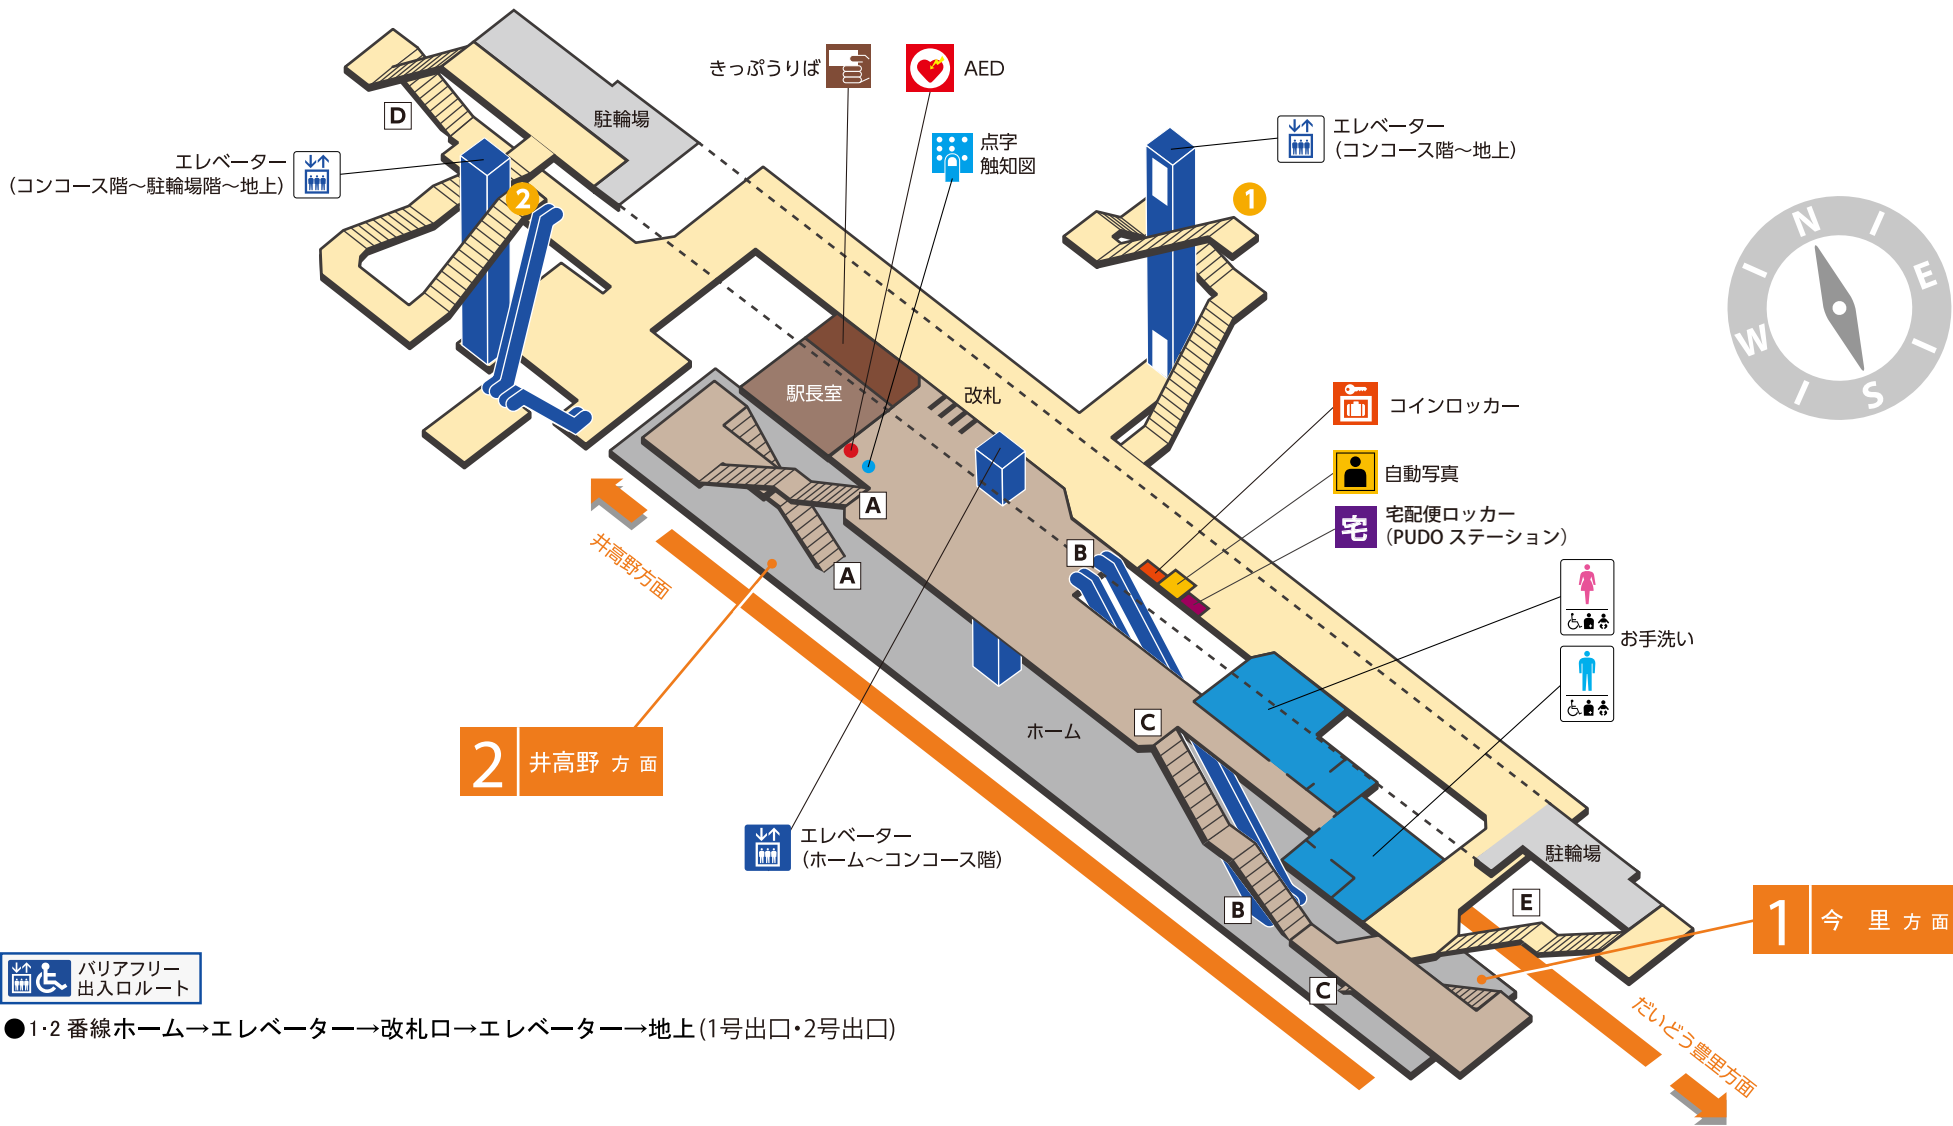 きっぷうりば
AED
点字
触知図
駐輪場
D
エレベーター
(コンコース階～駐輪場階～地上)
2
エレベーター
(コンコース階～地上)
1
N
E
S
W
駅長室
改札
コインロッカー
自動写真
宅
宅配便ロッカー
(PUDO ステーション)
A
A
B
お手洗い
井高野方面
C
ホーム
2 井高野 方 面
エレベーター
(ホーム～コンコース階)
駐輪場
B
E
1 今 里 方 面
C
だいどう豊里方面
バリアフリー
出入口ルート
●1･2 番線ホーム→エレベーター→改札口→エレベーター→地上(1号出口・2号出口)